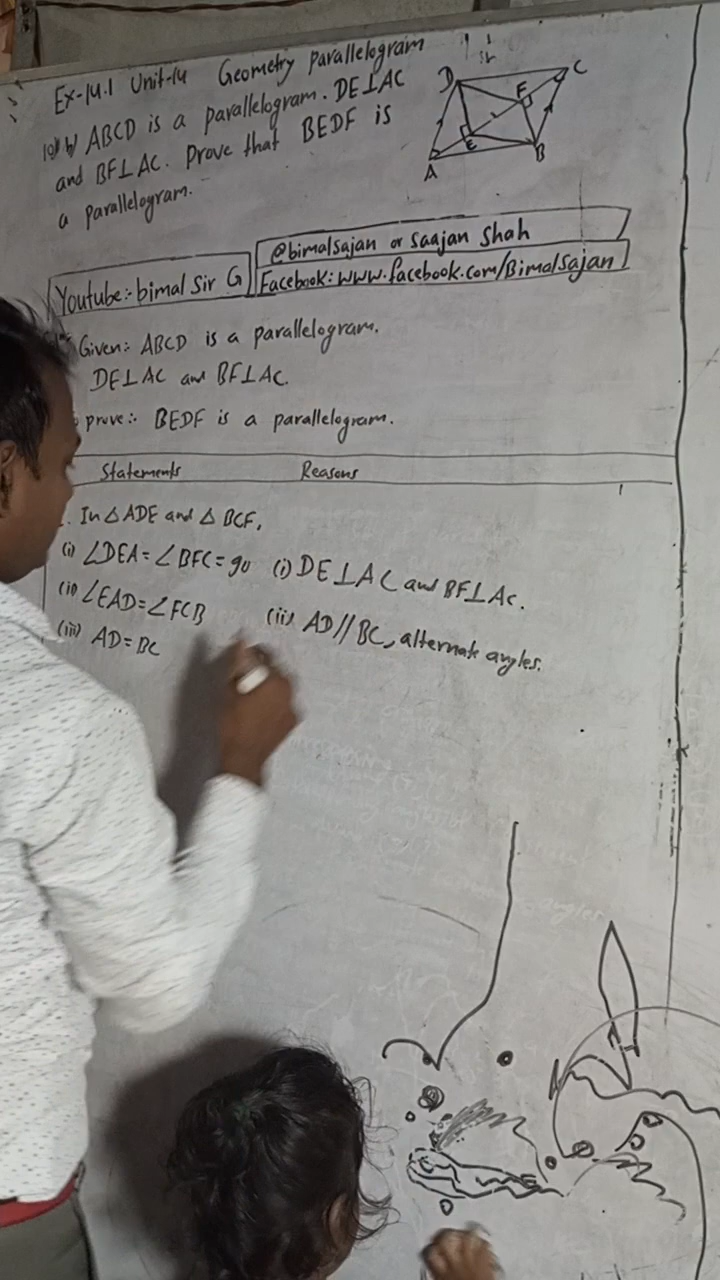 Ex-14.1 Unit-14 Geometry parallelogram
10) b) ABCD is a parallelogram. DE⊥AC
and BF⊥AC. Prove that BEDF is
a parallelogram.
D
C
F
E
A
B
Youtube:- bimal Sir G
@bimalsajan or Saajan Shah
Facebook: www.facebook.com/Bimalsajan
Given: ABCD is a parallelogram.
DE⊥AC and BF⊥AC.
prove:- BEDF is a parallelogram.
Statements Reasons
1. In △ADE and △BCF,
(i) ∠DEA=∠BFC=90 (i) DE⊥AC and BF⊥AC.
(ii) ∠EAD=∠FCB (ii) AD//BC, alternate angles.
(iii) AD=BC